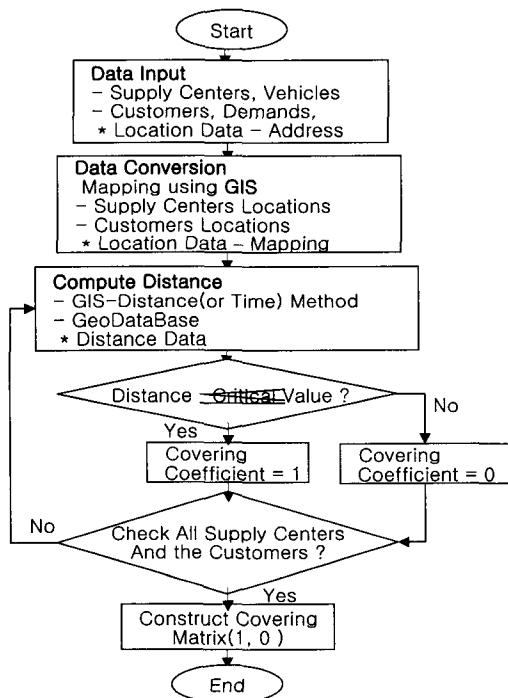 Start
Data Input
- Supply Centers, Vehicles
- Customers, Demands,
* Location Data - Address
Data Conversion
Mapping using GIS
- Supply Centers Locations
- Customers Locations
* Location Data - Mapping
Compute Distance
- GIS-Distance(or Time) Method
- GeoDataBase
* Distance Data
Distance Critical Value ?
No
Yes
Covering
Coefficient = 1
Covering
Coefficient = 0
No
Check All Supply Centers
And the Customers ?
Yes
Construct Covering
Matrix(1, 0 )
End